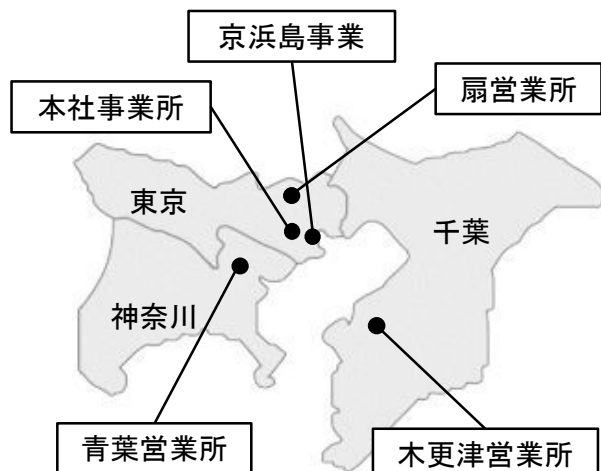 京浜島事業
本社事業所
扇営業所
東京
千葉
神奈川
青葉営業所
木更津営業所